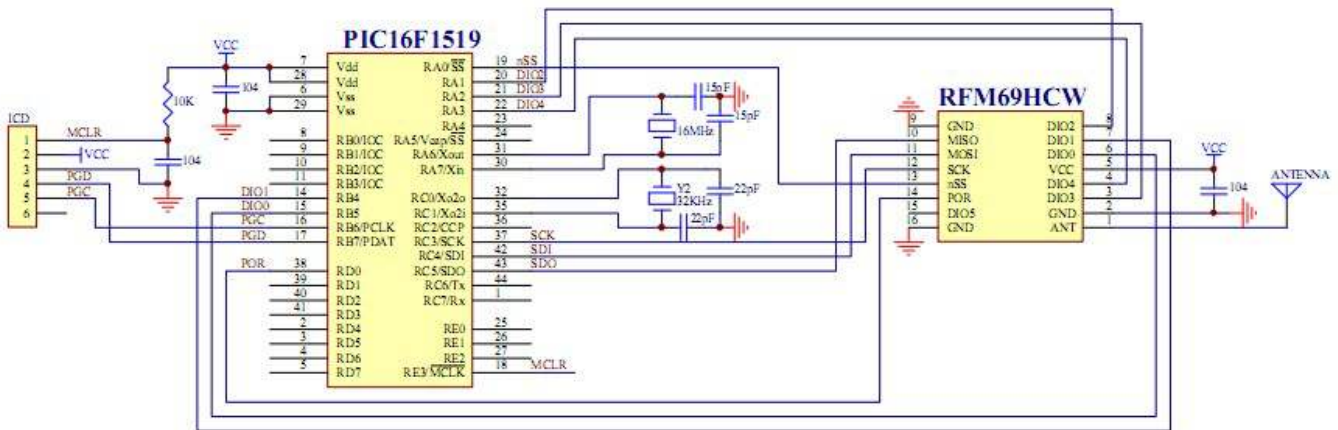 PIC16F1519
VCC
104
10K
ICD
1 MCLR
2 VCC
3
4 PGD
5 PGC
6
104
7 Vdd
28 Vdd
6 Vss
29 Vss
8 RB0/IOC
9 RB1/IOC
10 RB2/IOC
11 RB3/IOC
DIO1 14 RB4
DIO0 15 RB5
PGC 16 RB6/PCLK
PGD 17 RB7/PDAT
POR 38 RD0
39 RD1
40 RD2
41 RD3
2 RD4
3 RD5
4 RD6
5 RD7
RA0/SS 19 nSS
RA1 20 DIO2
RA2 21 DIO3
RA3 22 DIO4
RA4 23
RA5/Vcap/SS 24
RA6/Xout 31
RA7/Xin 30
RC0/Xo2o 32
RC1/Xo2i 35
RC2/CCP 36
RC3/SCK 37 SCK
RC4/SDI 42 SDI
RC5/SDO 43 SDO
RC6/Tx 44
RC7/Rx 1
RE0 25
RE1 26
RE2 27
RE3/MCLK 18 MCLR
15pF
15pF
16MHz
Y2
32KHz
22pF
22pF
RFM69HCW
9 GND
10 MISO
11 MOSI
12 SCK
13 nSS
14 POR
15 DIO5
16 GND
DIO2 8
DIO1 7
DIO0 6
VCC 5
DIO4 4
DIO3 3
GND 2
ANT 1
VCC
104
ANTENNA